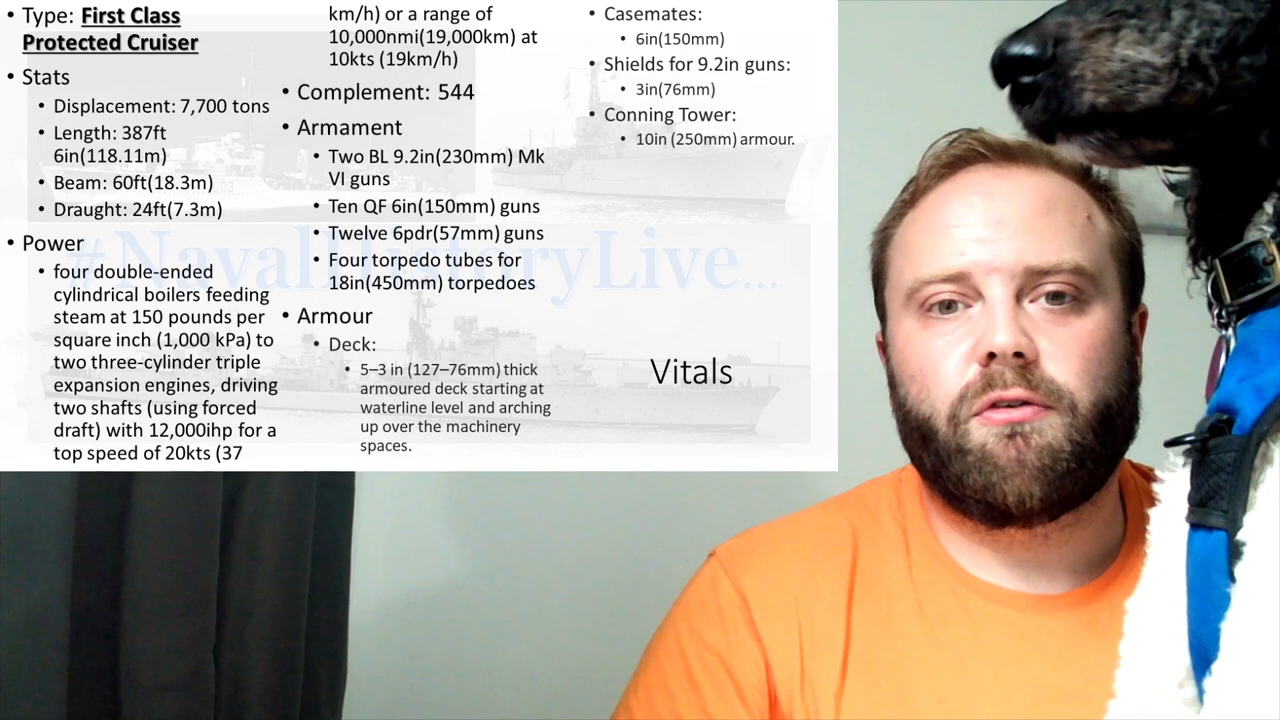 • Type: First Class
Protected Cruiser
• Stats
• Displacement: 7,700 tons
• Length: 387ft
6in(118.11m)
• Beam: 60ft(18.3m)
• Draught: 24ft(7.3m)
• Power
• four double-ended
cylindrical boilers feeding
steam at 150 pounds per
square inch (1,000 kPa) to
two three-cylinder triple
expansion engines, driving
two shafts (using forced
draft) with 12,000ihp for a
top speed of 20kts (37
km/h) or a range of
10,000nmi(19,000km) at
10kts (19km/h)
• Complement: 544
• Armament
• Two BL 9.2in(230mm) Mk
VI guns
• Ten QF 6in(150mm) guns
• Twelve 6pdr(57mm) guns
• Four torpedo tubes for
18in(450mm) torpedoes
• Armour
• Deck:
• 5–3 in (127–76mm) thick
armoured deck starting at
waterline level and arching
up over the machinery
spaces.
• Casemates:
• 6in(150mm)
• Shields for 9.2in guns:
• 3in(76mm)
• Conning Tower:
• 10in (250mm) armour.
#NavalHistoryLive...
Vitals